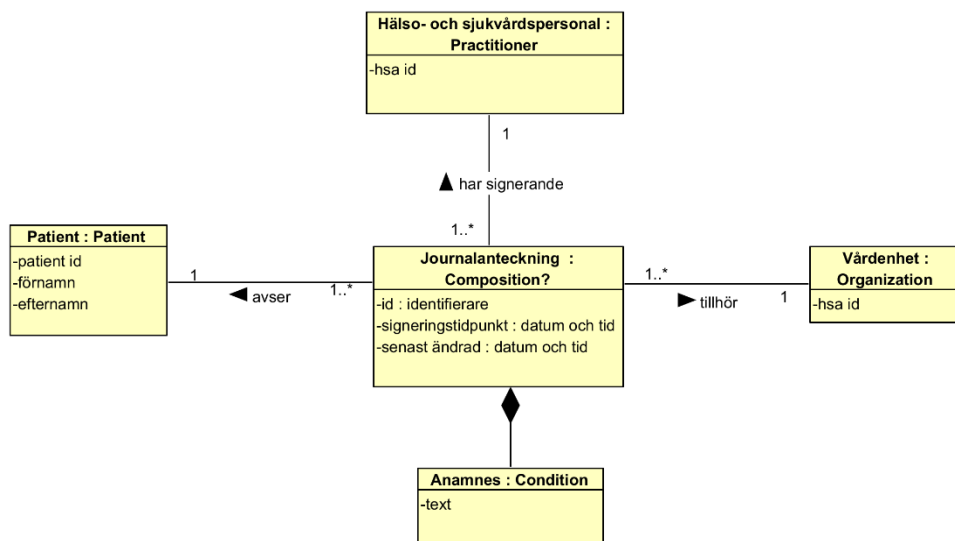 Hälso- och sjukvårdspersonal :
Practitioner
-hsa id
1
har signerande
1..*
Patient : Patient
-patient id
-förnamn
-efternamn
1
avser
1..*
Journalanteckning :
Composition?
-id : identifierare
-signeringstidpunkt : datum och tid
-senast ändrad : datum och tid
1..*
tillhör
1
Vårdenhet :
Organization
-hsa id
Anamnes : Condition
-text